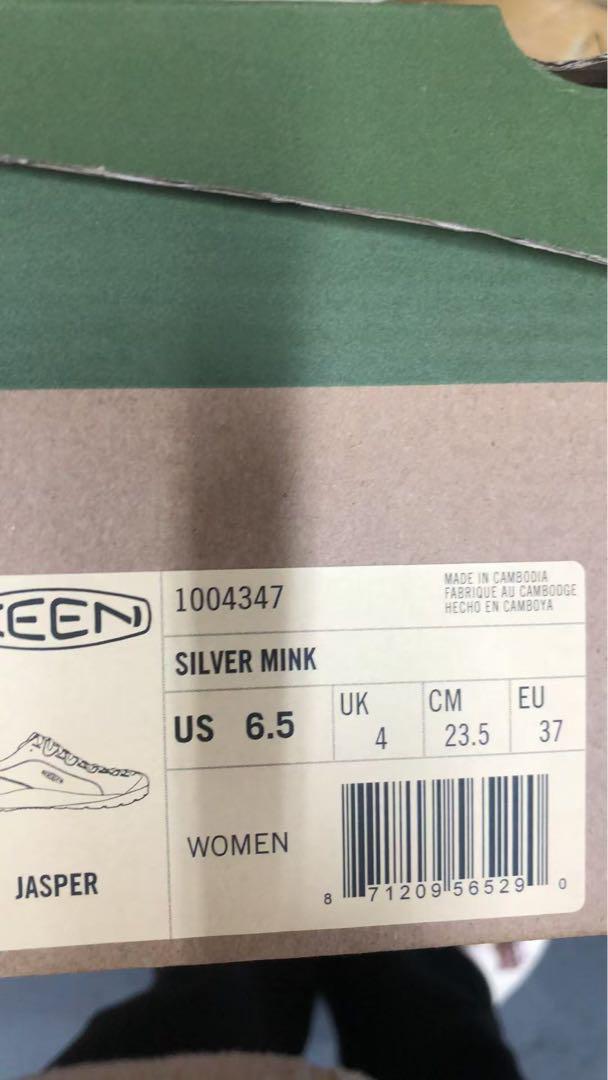 KEEN
1004347
MADE IN CAMBODIA
FABRIQUE AU CAMBODGE
HECHO EN CAMBOYA
SILVER MINK
US 6.5
UK 4
CM 23.5
EU 37
JASPER
WOMEN
8 71209 56529 0